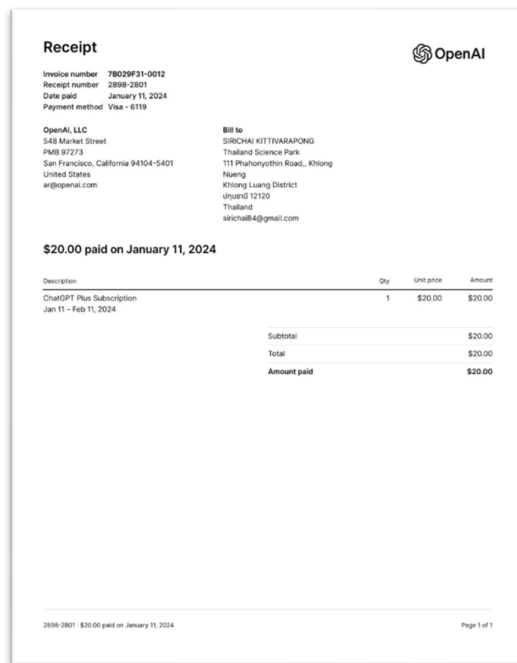 Receipt
OpenAI
Invoice number 7B029F31-0012
Receipt number 2898-2801
Date paid January 11, 2024
Payment method Visa - 6119
OpenAI, LLC
548 Market Street
PMB 97273
San Francisco, California 94104-5401
United States
ar@openai.com
Bill to
SIRICHAI KITTIVARAPONG
Thailand Science Park
111 Phahonyothin Road,, Khlong
Nueng
Khlong Luang District
ปทุมธานี 12120
Thailand
sirichai84@gmail.com
$20.00 paid on January 11, 2024
Description Qty Unit price Amount
ChatGPT Plus Subscription 1 $20.00 $20.00
Jan 11 – Feb 11, 2024
Subtotal $20.00
Total $20.00
Amount paid $20.00
2898-2801 · $20.00 paid on January 11, 2024 Page 1 of 1